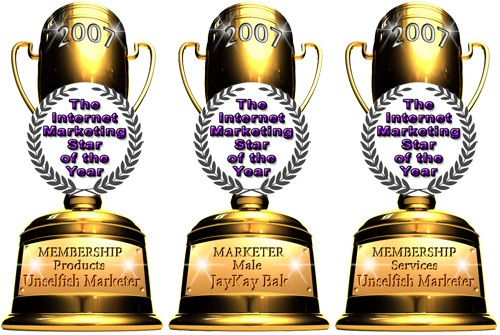 2007
The
Internet
Marketing
Star
of the
Year
MEMBERSHIP
Products
Unselfish Marketer
2007
The
Internet
Marketing
Star
of the
Year
MARKETER
Male
JayKay Bak
2007
The
Internet
Marketing
Star
of the
Year
MEMBERSHIP
Services
Unselfish Marketer